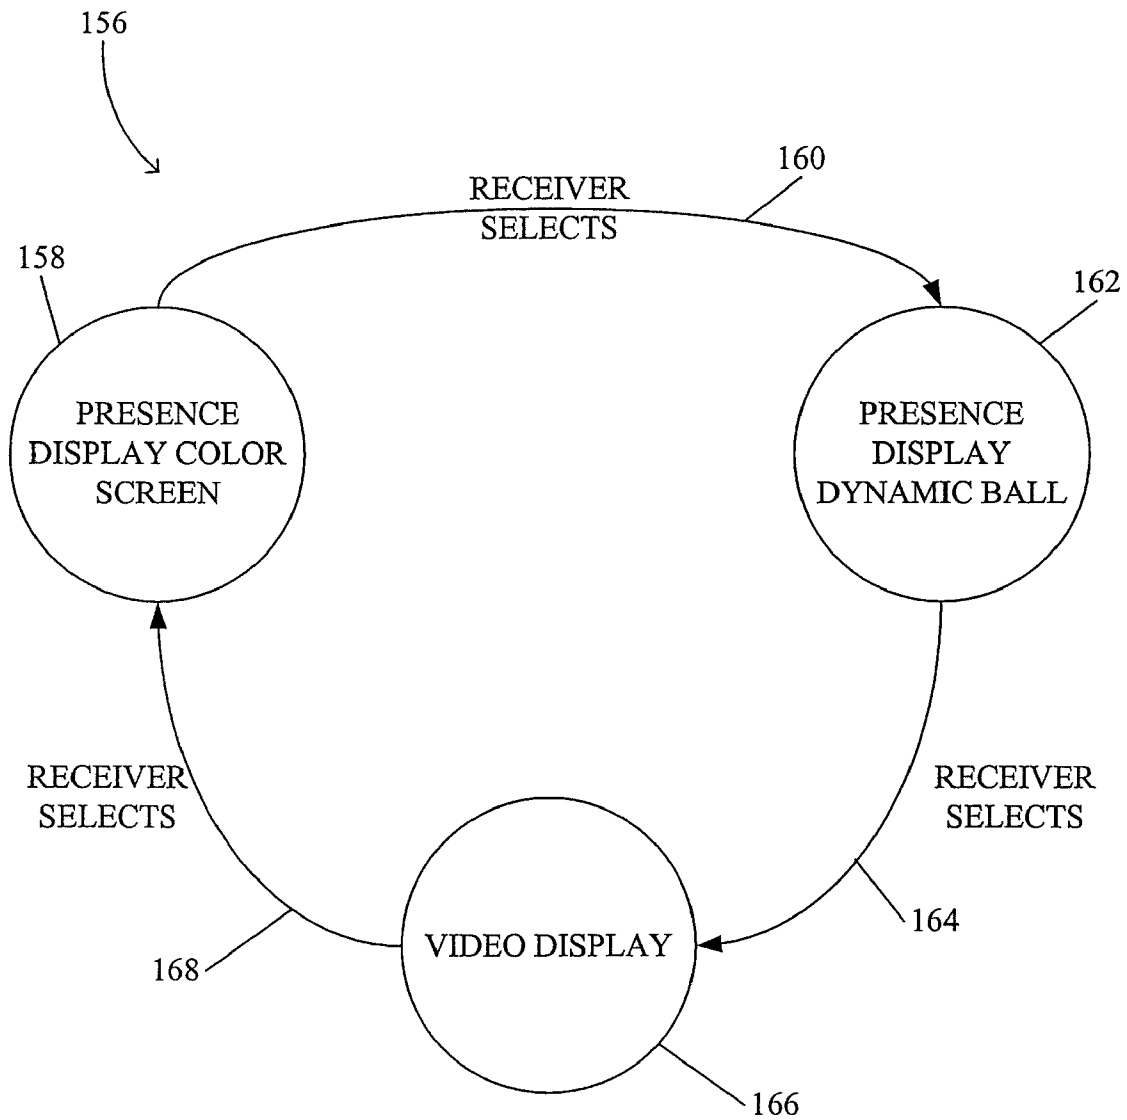 156
160
RECEIVER
SELECTS
158
162
PRESENCE
DISPLAY COLOR
SCREEN
PRESENCE
DISPLAY
DYNAMIC BALL
RECEIVER
SELECTS
RECEIVER
SELECTS
164
VIDEO DISPLAY
168
166